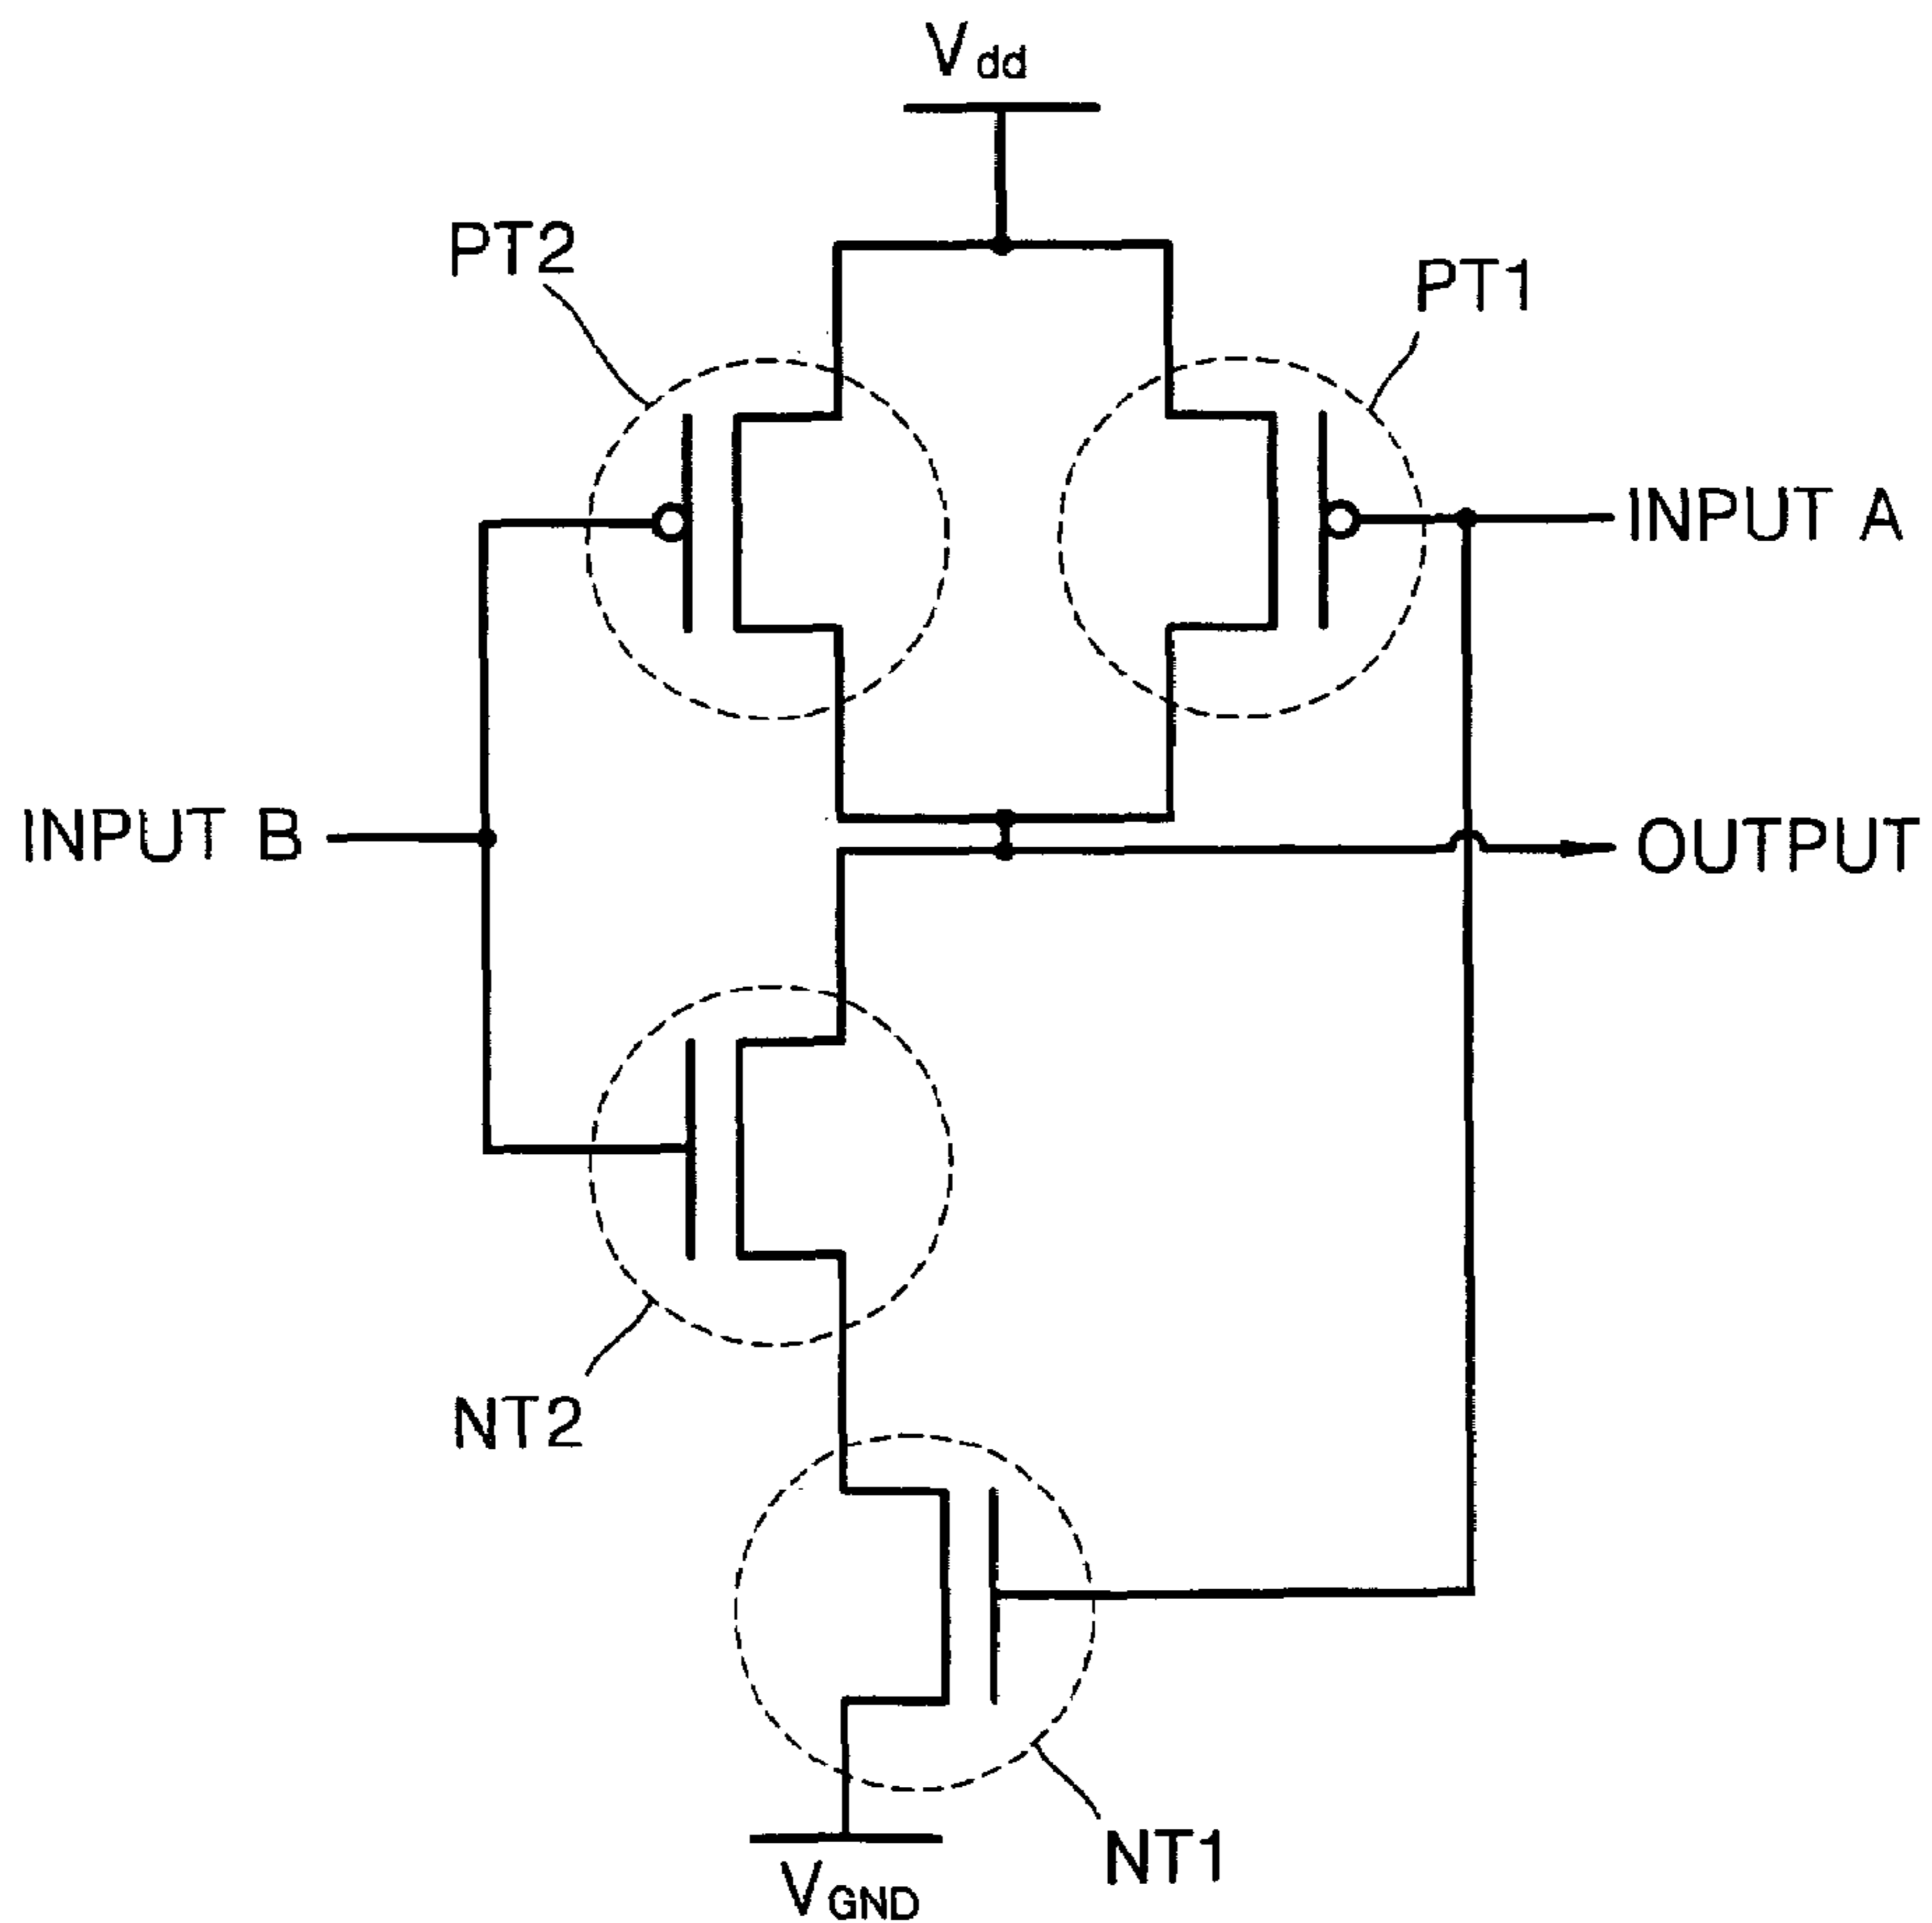 Vdd
PT2
PT1
INPUT A
INPUT B
OUTPUT
NT2
NT1
VGND